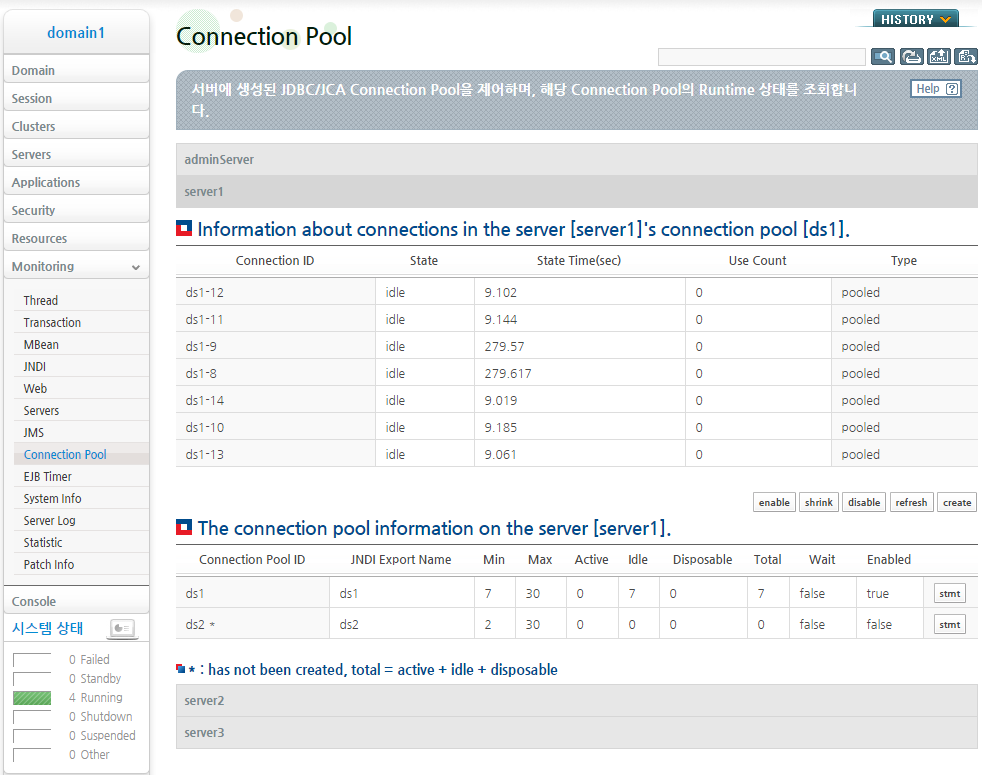 domain1
Domain
Session
Clusters
Servers
Applications
Security
Resources
Monitoring
Thread
Transaction
MBean
JNDI
Web
Servers
JMS
Connection Pool
EJB Timer
System Info
Server Log
Statistic
Patch Info
Console
시스템 상태
0 Failed
0 Standby
4 Running
0 Shutdown
0 Suspended
0 Other
Connection Pool
HISTORY
XML
서버에 생성된 JDBC/JCA Connection Pool을 제어하며, 해당 Connection Pool의 Runtime 상태를 조회합니
다.
Help ?
adminServer
server1
Information about connections in the server [server1]'s connection pool [ds1].
Connection ID State State Time(sec) Use Count Type
ds1-12 idle 9.102 0 pooled
ds1-11 idle 9.144 0 pooled
ds1-9 idle 279.57 0 pooled
ds1-8 idle 279.617 0 pooled
ds1-14 idle 9.019 0 pooled
ds1-10 idle 9.185 0 pooled
ds1-13 idle 9.061 0 pooled
enable shrink disable refresh create
The connection pool information on the server [server1].
Connection Pool ID JNDI Export Name Min Max Active Idle Disposable Total Wait Enabled
ds1 ds1 7 30 0 7 0 7 false true stmt
ds2 * ds2 2 30 0 0 0 0 false false stmt
* : has not been created, total = active + idle + disposable
server2
server3